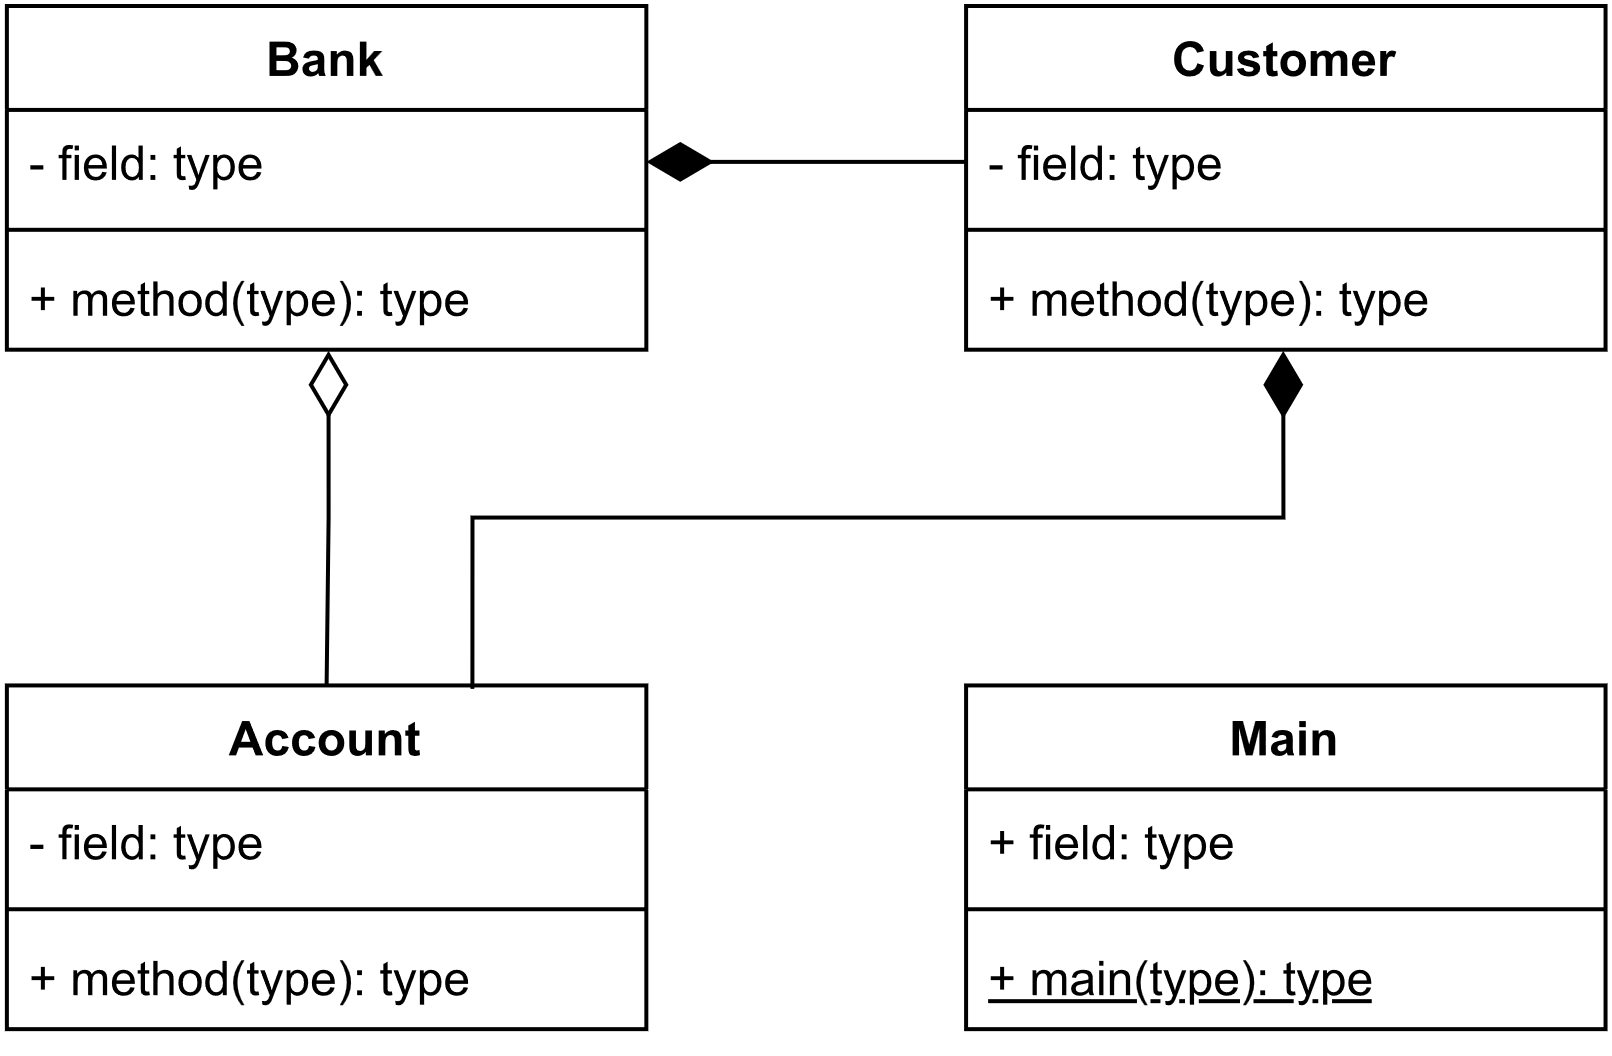 Bank
- field: type
+ method(type): type
Customer
- field: type
+ method(type): type
Account
- field: type
+ method(type): type
Main
+ field: type
+ main(type): type